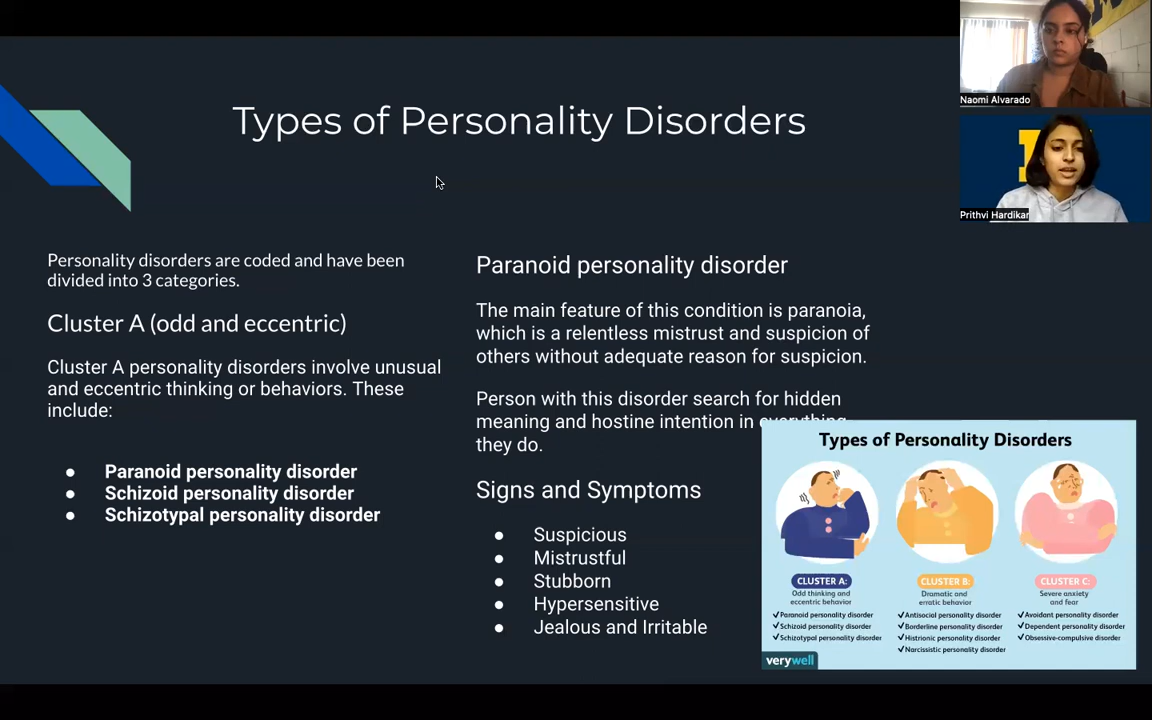 Types of Personality Disorders
Naomi Alvarado
Prithvi Hardikar
Personality disorders are coded and have been
divided into 3 categories.
Cluster A (odd and eccentric)
Cluster A personality disorders involve unusual
and eccentric thinking or behaviors. These
include:
● Paranoid personality disorder
● Schizoid personality disorder
● Schizotypal personality disorder
Paranoid personality disorder
The main feature of this condition is paranoia,
which is a relentless mistrust and suspicion of
others without adequate reason for suspicion.
Person with this disorder search for hidden
meaning and hostine intention in everything
they do.
Signs and Symptoms
● Suspicious
● Mistrustful
● Stubborn
● Hypersensitive
● Jealous and Irritable
Types of Personality Disorders
CLUSTER A:
Odd thinking and
eccentric behavior
✓Paranoid personality disorder
✓Schizoid personality disorder
✓Schizotypal personality disorder
CLUSTER B:
Dramatic and
erratic behavior
✓Antisocial personality disorder
✓Borderline personality disorder
✓Histrionic personality disorder
✓Narcissistic personality disorder
CLUSTER C:
Severe anxiety
and fear
✓Avoidant personality disorder
✓Dependent personality disorder
✓Obsessive-compulsive disorder
verywell